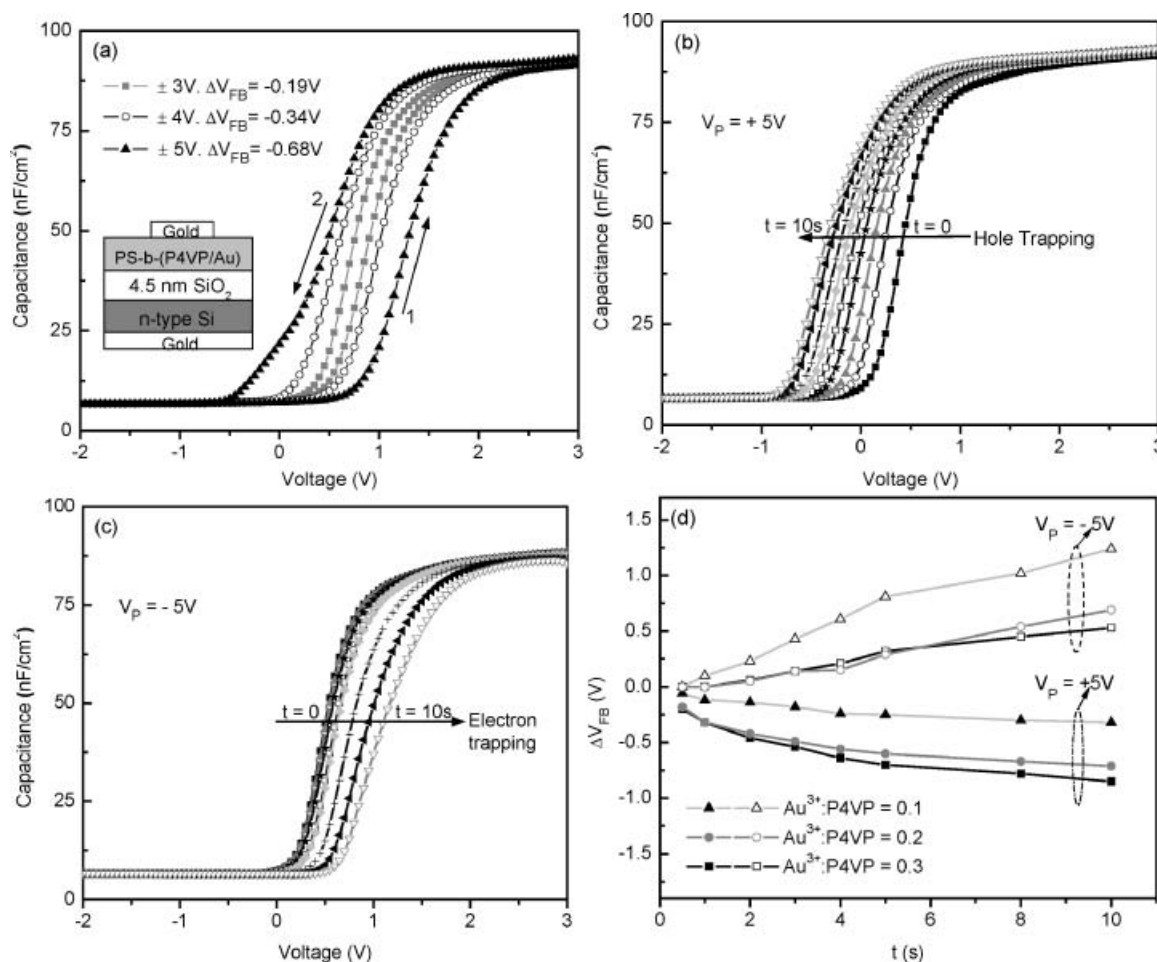 (a)
± 3V. ΔV_FB= -0.19V
± 4V. ΔV_FB= -0.34V
± 5V. ΔV_FB= -0.68V
2
1
Gold
PS-b-(P4VP/Au)
4.5 nm SiO₂
n-type Si
Gold
Capacitance (nF/cm²)
100
75
50
25
0
-2
-1
0
1
2
3
Voltage (V)
(b)
V_P = + 5V
t = 10s
t = 0
Hole Trapping
Capacitance (nF/cm²)
100
75
50
25
0
-2
-1
0
1
2
3
Voltage (V)
(c)
V_P = - 5V
t = 0
t = 10s
Electron
trapping
Capacitance (nF/cm²)
100
75
50
25
0
-2
-1
0
1
2
3
Voltage (V)
(d)
V_P = - 5V
V_P = +5V
Au³⁺:P4VP = 0.1
Au³⁺:P4VP = 0.2
Au³⁺:P4VP = 0.3
ΔV_FB (V)
1.5
1.0
0.5
0.0
-0.5
-1.0
-1.5
0
2
4
6
8
10
t (s)